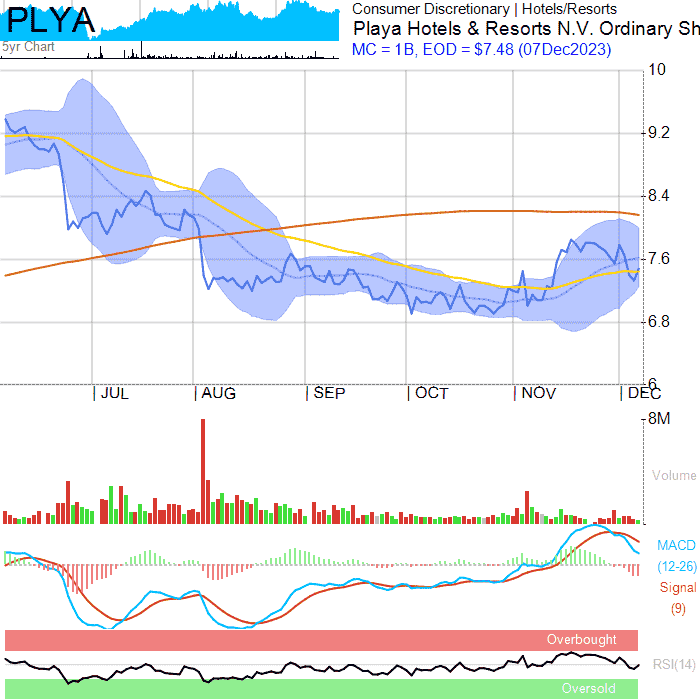 PLYA
5yr Chart
Consumer Discretionary | Hotels/Resorts
Playa Hotels & Resorts N.V. Ordinary Sh
MC = 1B, EOD = $7.48 (07Dec2023)
10
9.2
8.4
7.6
6.8
6
JUL AUG SEP OCT NOV DEC
8M
Volume
MACD
(12-26)
Signal
(9)
Overbought
RSI(14)
Oversold